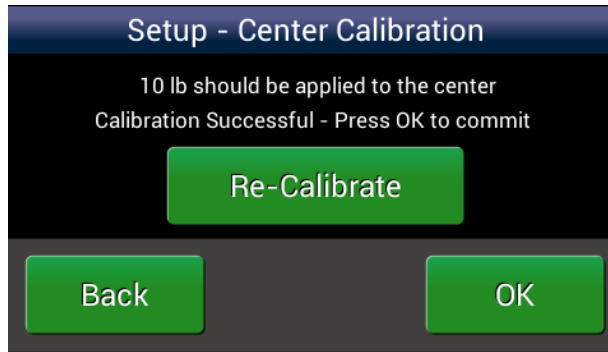 Setup - Center Calibration
10 lb should be applied to the center
Calibration Successful - Press OK to commit
Re-Calibrate
Back
OK